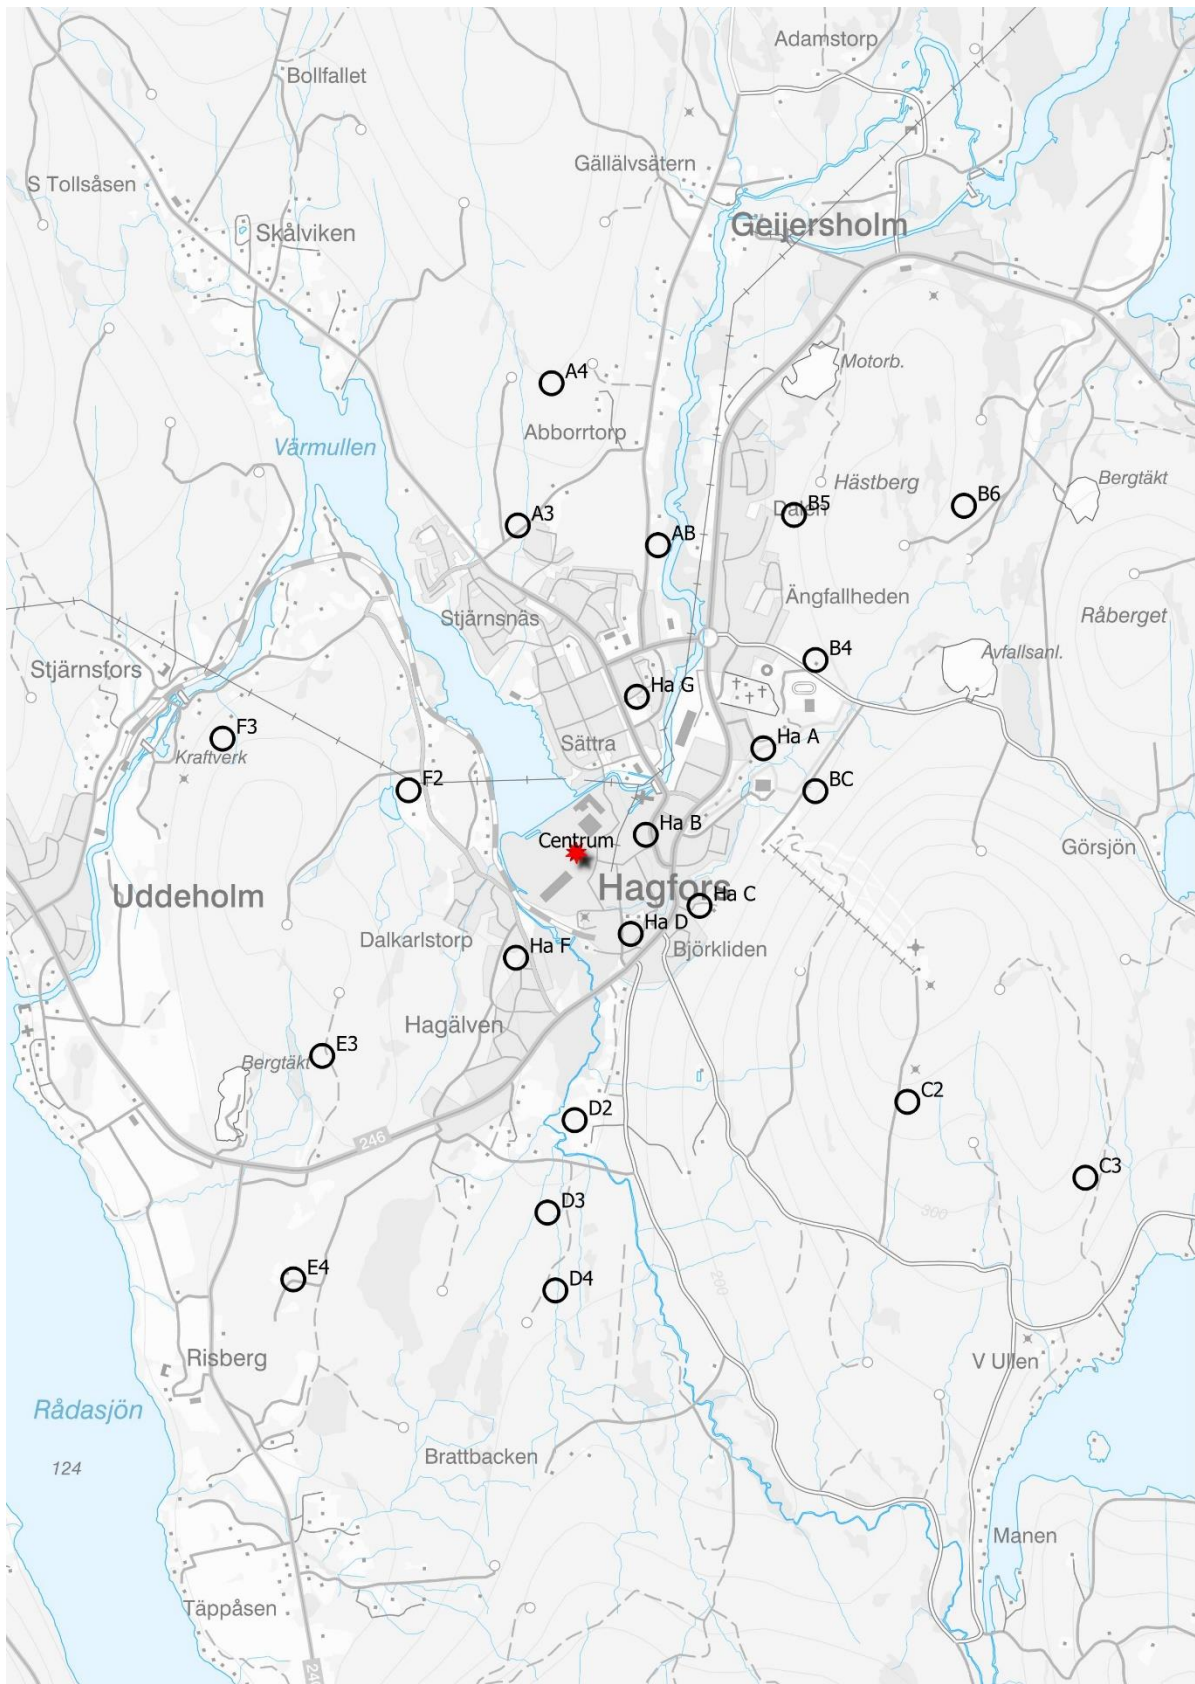 Adamstorp
Bollfallet
Gällälvsätern
S Tollsåsen
Skålviken
Geijersholm
Motorb.
A4
Abborrtorp
Värmullen
Hästberg
Bergtäkt
B6
B5
Dalen
A3
AB
Ängfallheden
Stjärnsnäs
Råberget
Avfallsanl.
B4
Stjärnsfors
Ha G
F3
Ha A
Sättra
Kraftverk
F2
BC
Ha B
Centrum
Görsjön
Uddeholm
Hagfors
Ha C
Ha D
Dalkarlstorp
Ha F
Björkliden
Hagälven
E3
Bergtäkt
C2
D2
246
C3
D3
300
E4
200
D4
Risberg
V Ullen
Rådasjön
Brattbacken
124
Manen
Täppåsen
246